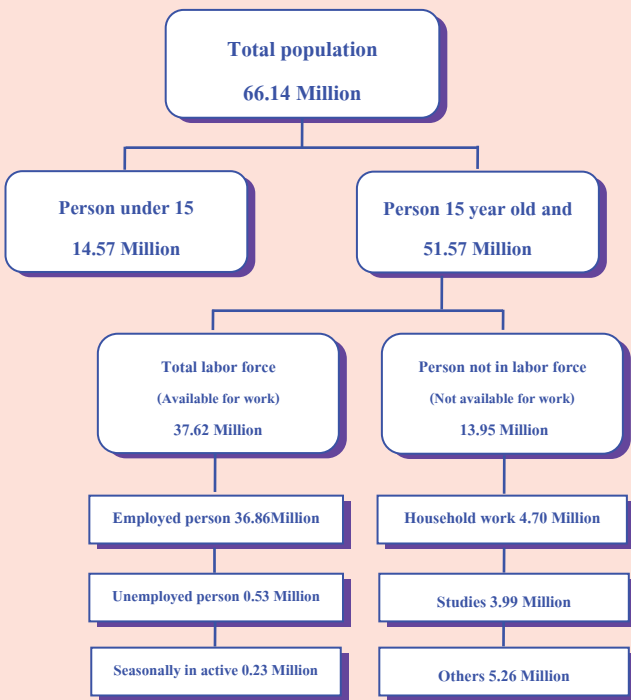 Total population
66.14 Million
Person under 15
14.57 Million
Person 15 year old and
51.57 Million
Total labor force
(Available for work)
37.62 Million
Person not in labor force
(Not available for work)
13.95 Million
Employed person 36.86Million
Household work 4.70 Million
Unemployed person 0.53 Million
Studies 3.99 Million
Seasonally in active 0.23 Million
Others 5.26 Million